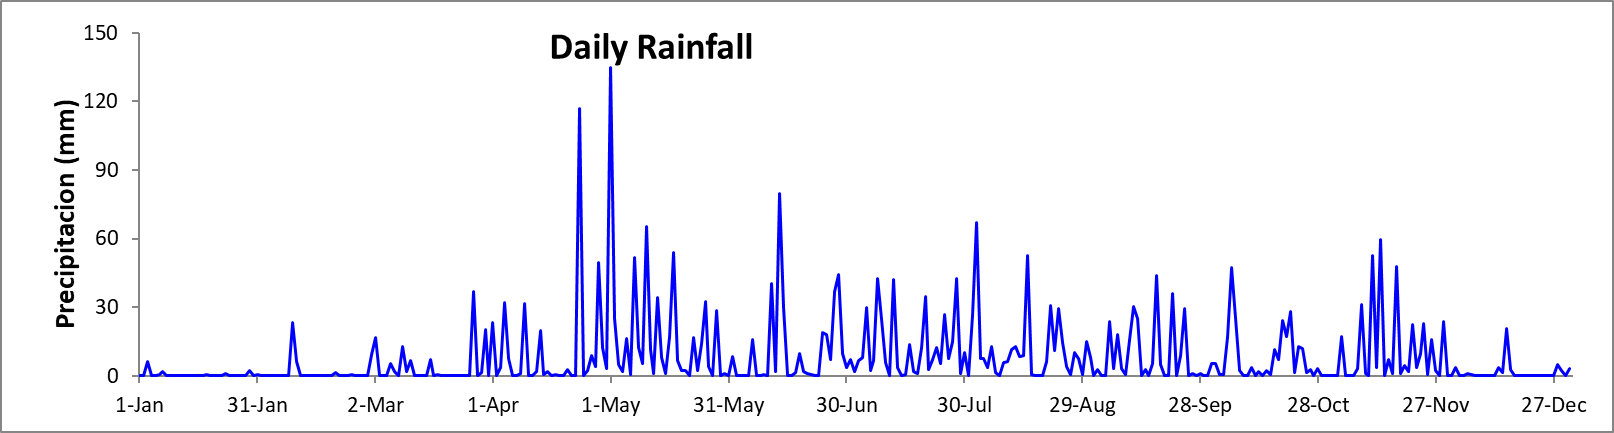 Daily Rainfall
Precipitacion (mm)
150
120
90
60
30
0
1-Jan 31-Jan 2-Mar 1-Apr 1-May 31-May 30-Jun 30-Jul 29-Aug 28-Sep 28-Oct 27-Nov 27-Dec